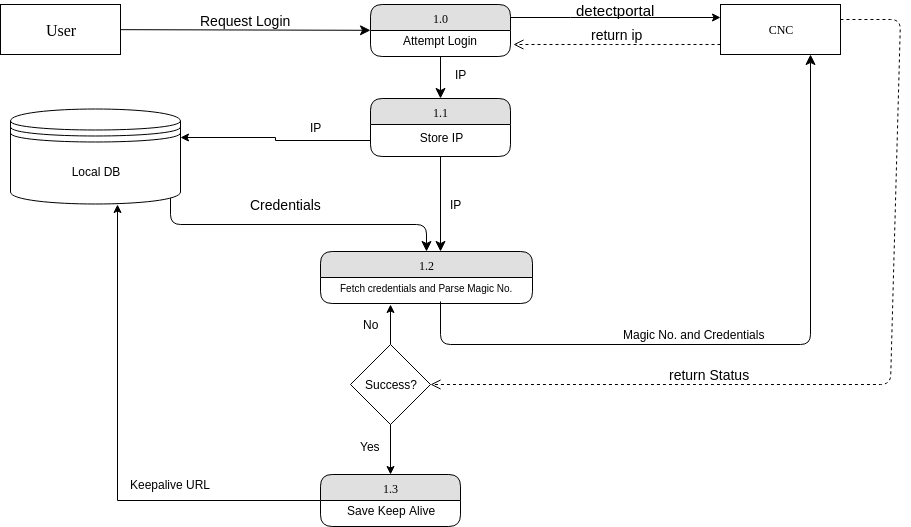 User
Request Login
1.0
Attempt Login
detectportal
return ip
CNC
IP
1.1
Store IP
IP
Local DB
IP
Credentials
1.2
Fetch credentials and Parse Magic No.
No
Magic No. and Credentials
Success?
return Status
Yes
Keepalive URL
1.3
Save Keep Alive